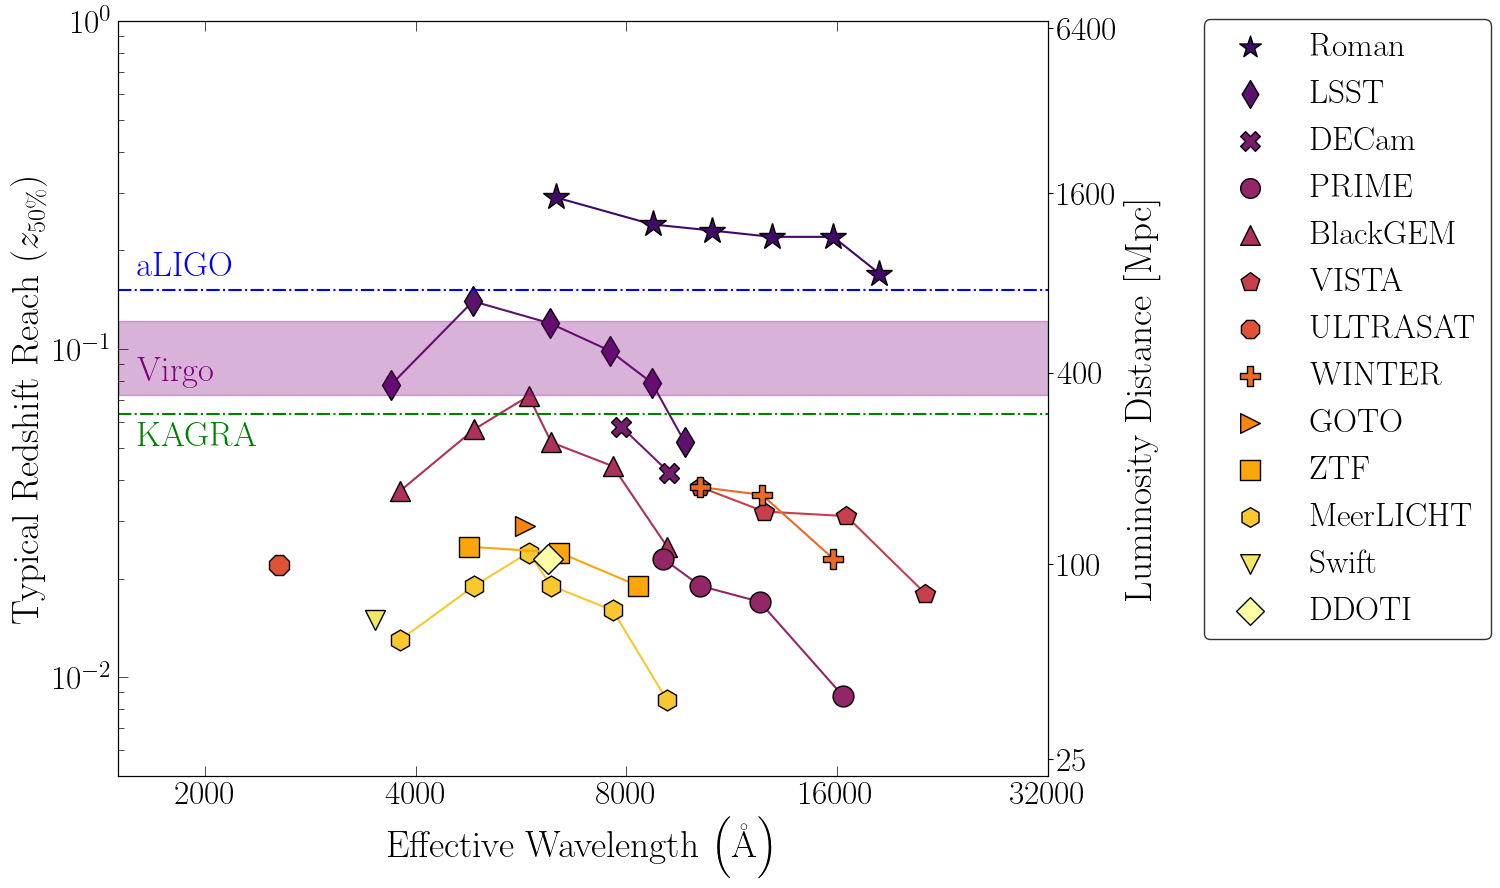 10⁰
10⁻¹
10⁻²
Typical Redshift Reach (z₅₀%)
aLIGO
Virgo
KAGRA
2000
4000
8000
16000
32000
Effective Wavelength (Å)
6400
1600
400
100
25
Luminosity Distance [Mpc]
Roman
LSST
DECam
PRIME
BlackGEM
VISTA
ULTRASAT
WINTER
GOTO
ZTF
MeerLICHT
Swift
DDOTI